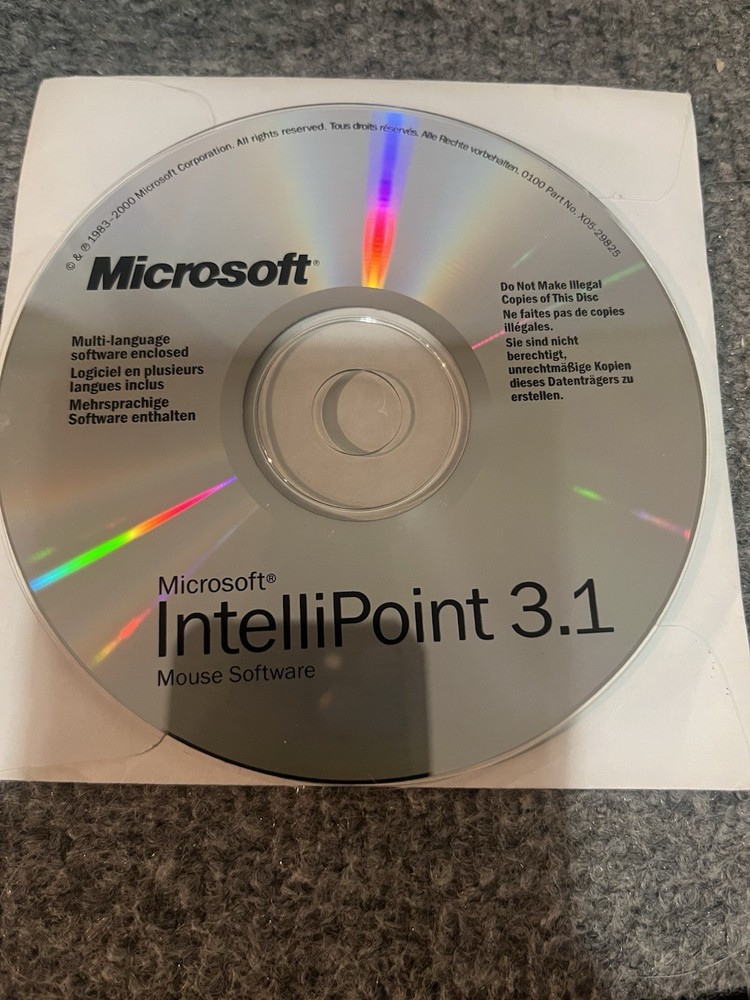 © & ℗ 1983–2000 Microsoft Corporation. All rights reserved. Tous droits réservés. Alle Rechte vorbehalten. 0100 Part No. X05-29825
Microsoft®
Multi-language
software enclosed
Logiciel en plusieurs
langues inclus
Mehrsprachige
Software enthalten
Do Not Make Illegal
Copies of This Disc
Ne faites pas de copies
illégales.
Sie sind nicht
berechtigt,
unrechtmäßige Kopien
dieses Datenträgers zu
erstellen.
Microsoft®
IntelliPoint 3.1
Mouse Software